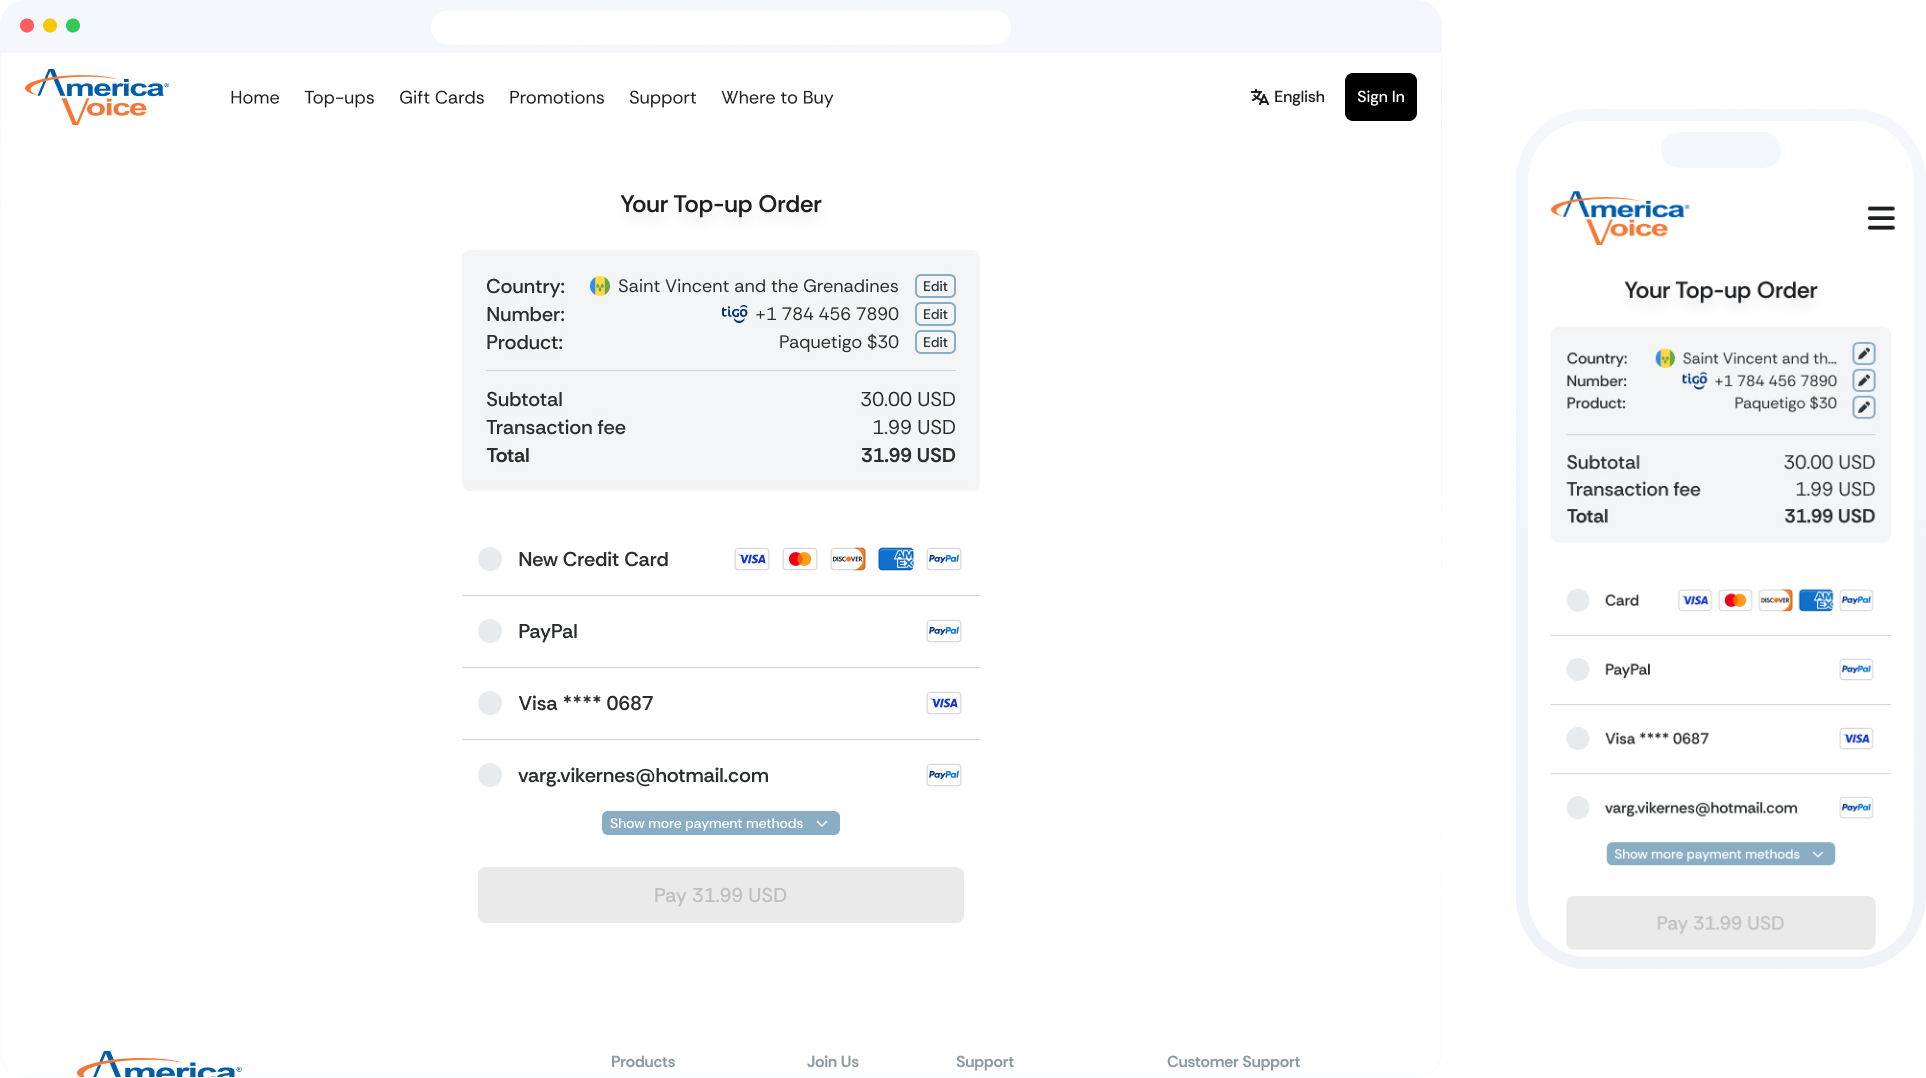 America®
Voice
Home Top-ups Gift Cards Promotions Support Where to Buy
English
Sign In
Your Top-up Order
Country: Saint Vincent and the Grenadines Edit
Number: tigo +1 784 456 7890 Edit
Product: Paquetigo $30 Edit
Subtotal 30.00 USD
Transaction fee 1.99 USD
Total 31.99 USD
New Credit Card VISA DISCOVER AMEX PayPal
PayPal PayPal
Visa **** 0687 VISA
varg.vikernes@hotmail.com PayPal
Show more payment methods
Pay 31.99 USD
America®
Products Join Us Support Customer Support
America®
Voice
Your Top-up Order
Country: Saint Vincent and th...
Number: tigo +1 784 456 7890
Product: Paquetigo $30
Subtotal 30.00 USD
Transaction fee 1.99 USD
Total 31.99 USD
Card VISA DISCOVER AMEX PayPal
PayPal PayPal
Visa **** 0687 VISA
varg.vikernes@hotmail.com PayPal
Show more payment methods
Pay 31.99 USD